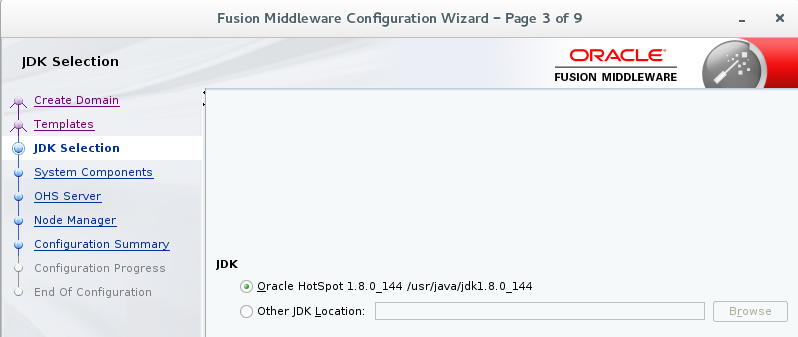 Fusion Middleware Configuration Wizard – Page 3 of 9
JDK Selection
ORACLE
FUSION MIDDLEWARE
Create Domain
Templates
JDK Selection
System Components
OHS Server
Node Manager
Configuration Summary
Configuration Progress
End Of Configuration
JDK
Oracle HotSpot 1.8.0_144 /usr/java/jdk1.8.0_144
Other JDK Location:
Browse